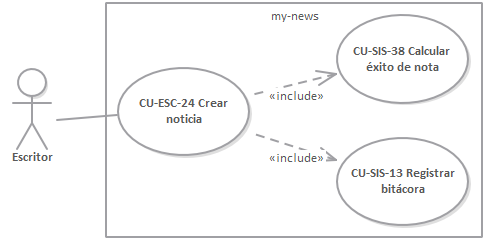 my-news
CU-SIS-38 Calcular
éxito de nota
CU-ESC-24 Crear
noticia
«include»
Escritor
«include»
CU-SIS-13 Registrar
bitácora